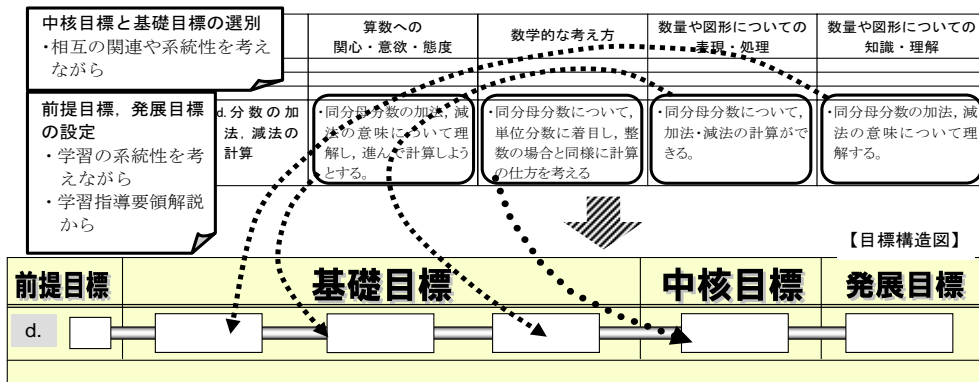 中核目標と基礎目標の選別
・相互の関連や系統性を考え
ながら
前提目標，発展目標
の設定
・学習の系統性を考
えながら
・学習指導要領解説
から
算数への
関心・意欲・態度
数学的な考え方
数量や図形についての
表現・処理
数量や図形についての
知識・理解
d.分数の加
法，減法の
計算
・同分母分数の加法，減
法の意味について理
解し，進んで計算しよう
とする。
・同分母分数について，
単位分数に着目し，整
数の場合と同様に計算
の仕方を考える
・同分母分数について，
加法・減法の計算がで
きる。
・同分母分数の加法，減
法の意味について理
解する。
【目標構造図】
前提目標
基礎目標
中核目標
発展目標
d.